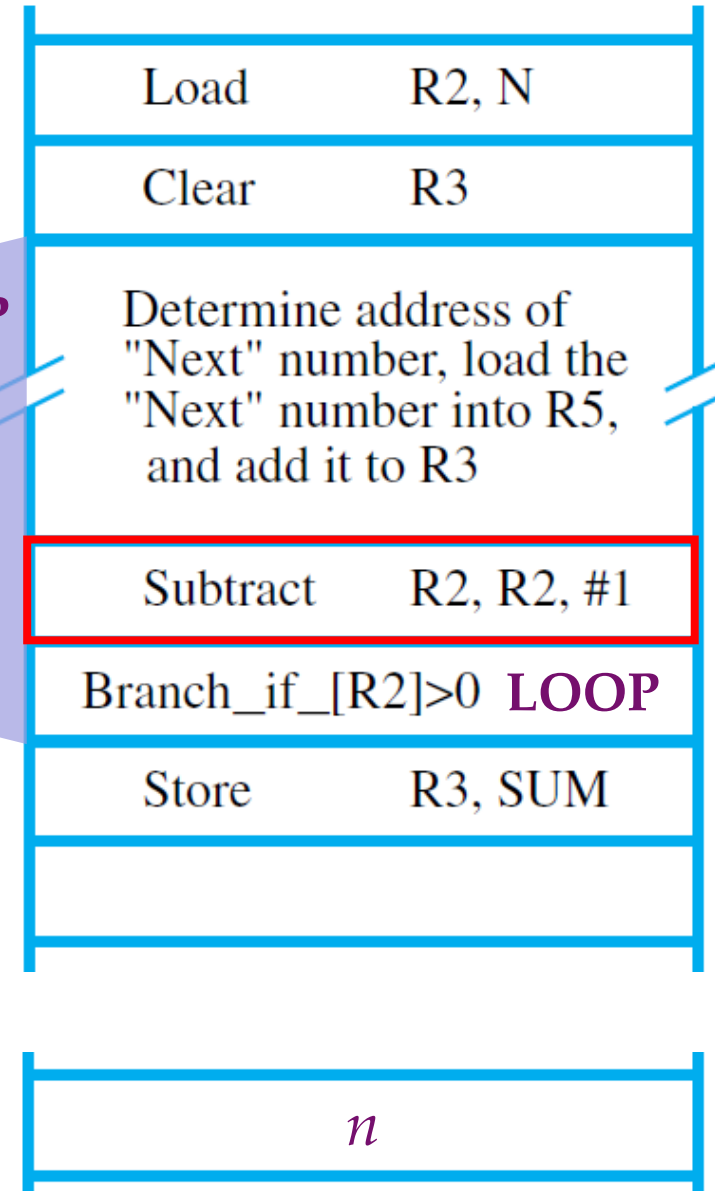 Load R2, N
Clear R3
Determine address of
"Next" number, load the
"Next" number into R5,
and add it to R3
Subtract R2, R2, #1
Branch_if_[R2]>0 LOOP
Store R3, SUM
n